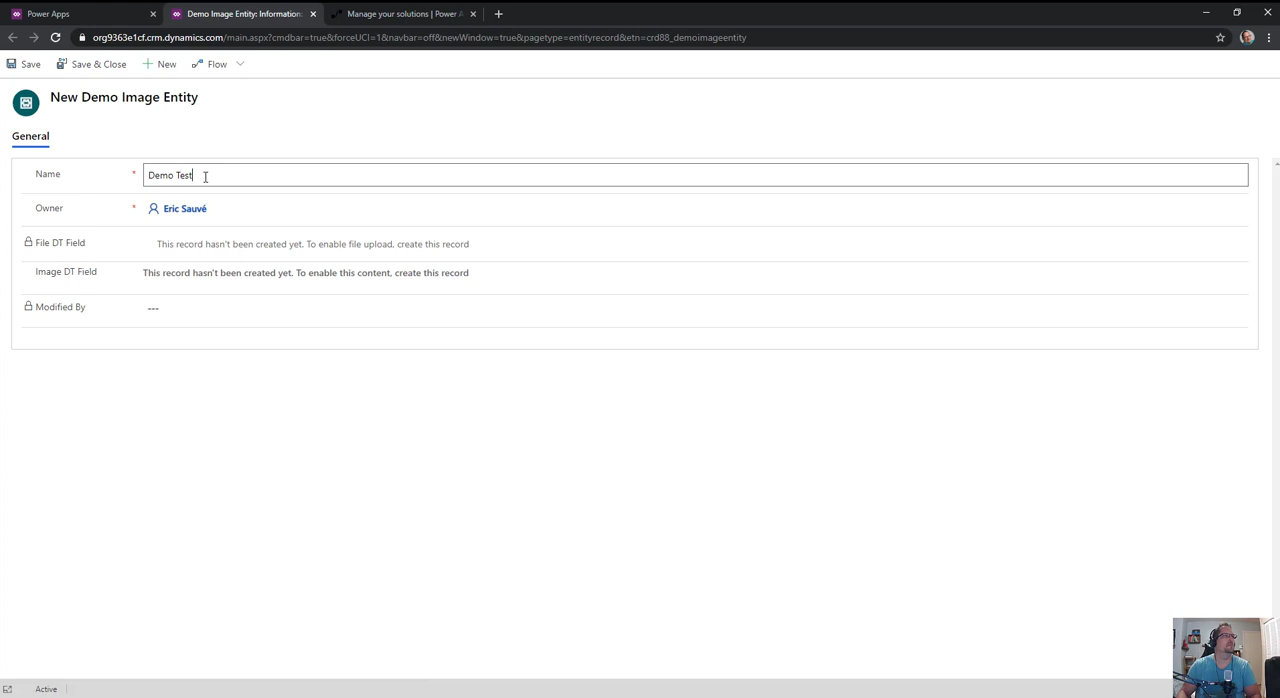 Power Apps
Demo Image Entity: Information:
Manage your solutions | Power A
org9363e1cf.crm.dynamics.com/main.aspx?cmdbar=true&forceUCI=1&navbar=off&newWindow=true&pagetype=entityrecord&etn=crd88_demoimageentity
Save Save & Close New Flow
New Demo Image Entity
General
Name * Demo Test
Owner * Eric Sauvé
File DT Field This record hasn't been created yet. To enable file upload, create this record
Image DT Field This record hasn't been created yet. To enable this content, create this record
Modified By ---
Active